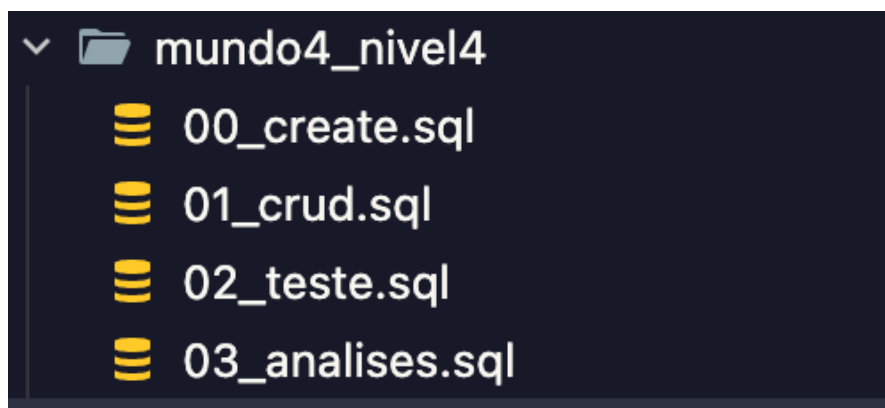 mundo4_nivel4
00_create.sql
01_crud.sql
02_teste.sql
03_analises.sql